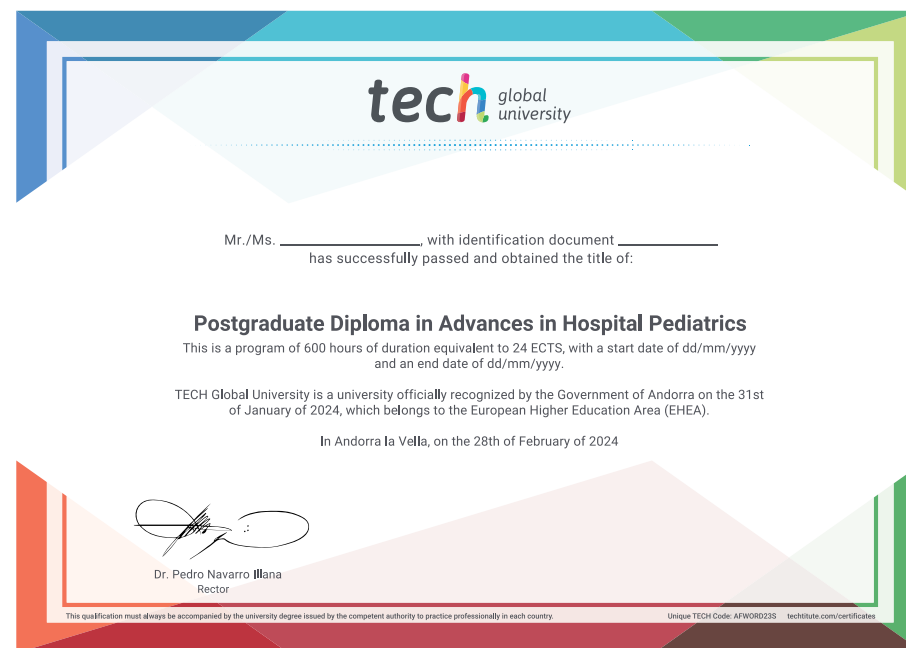 tech global university
Mr./Ms. ____________________, with identification document ______________
has successfully passed and obtained the title of:
Postgraduate Diploma in Advances in Hospital Pediatrics
This is a program of 600 hours of duration equivalent to 24 ECTS, with a start date of dd/mm/yyyy
and an end date of dd/mm/yyyy.
TECH Global University is a university officially recognized by the Government of Andorra on the 31st
of January of 2024, which belongs to the European Higher Education Area (EHEA).
In Andorra la Vella, on the 28th of February of 2024
Dr. Pedro Navarro Illana
Rector
This qualification must always be accompanied by the university degree issued by the competent authority to practice professionally in each country.
Unique TECH Code: AFWORD23S techtitute.com/certificates